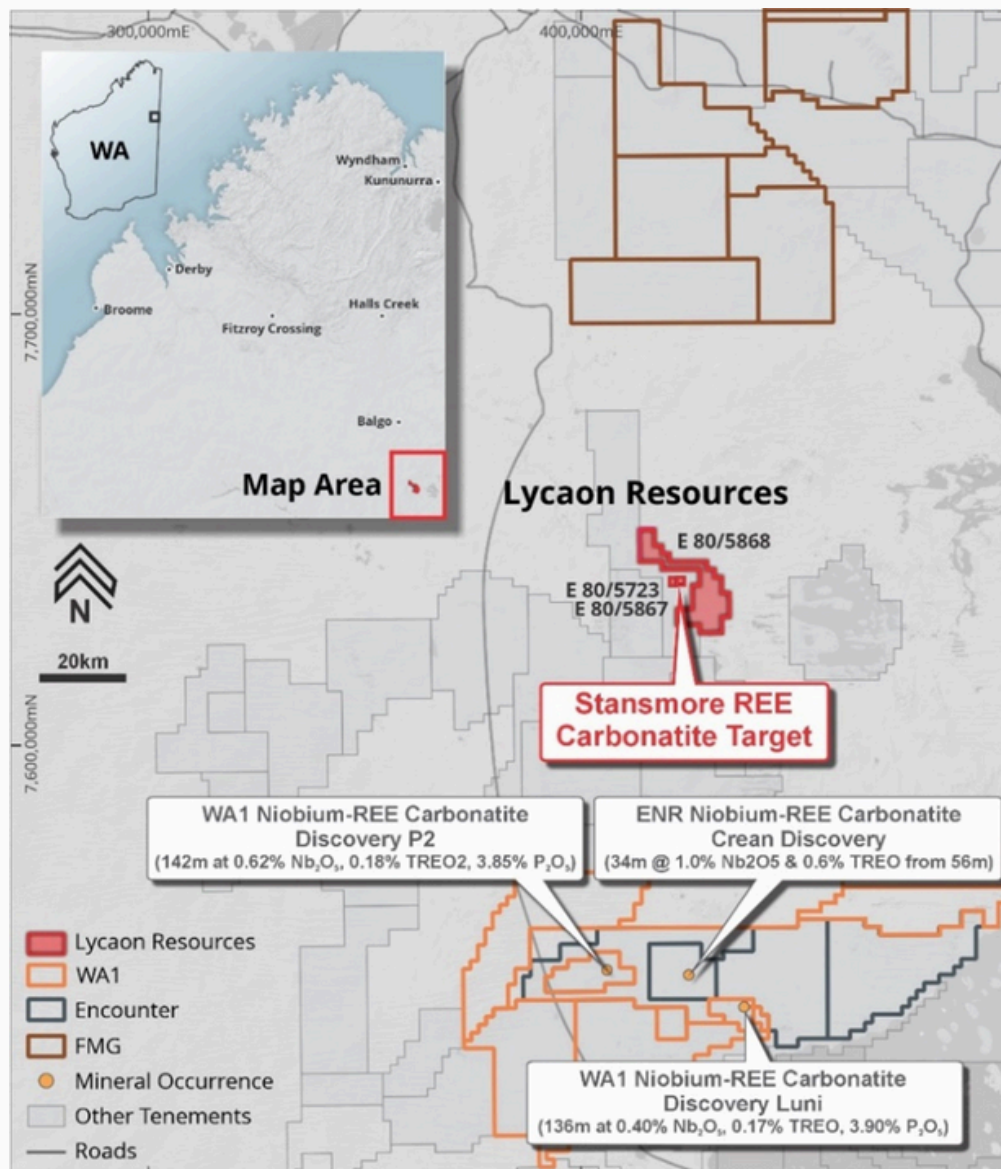 300,000mE
400,000mE
7,700,000mN
7,600,000mN
WA
Wyndham
Kununurra
Derby
Broome
Halls Creek
Fitzroy Crossing
Balgo
Map Area
N
20km
Lycaon Resources
E 80/5868
E 80/5723
E 80/5867
Stansmore REE
Carbonatite Target
WA1 Niobium-REE Carbonatite
Discovery P2
(142m at 0.62% Nb₂O₅, 0.18% TREO2, 3.85% P₂O₅)
ENR Niobium-REE Carbonatite
Crean Discovery
(34m @ 1.0% Nb2O5 & 0.6% TREO from 56m)
Lycaon Resources
WA1
Encounter
FMG
Mineral Occurrence
Other Tenements
Roads
WA1 Niobium-REE Carbonatite
Discovery Luni
(136m at 0.40% Nb₂O₅, 0.17% TREO, 3.90% P₂O₅)